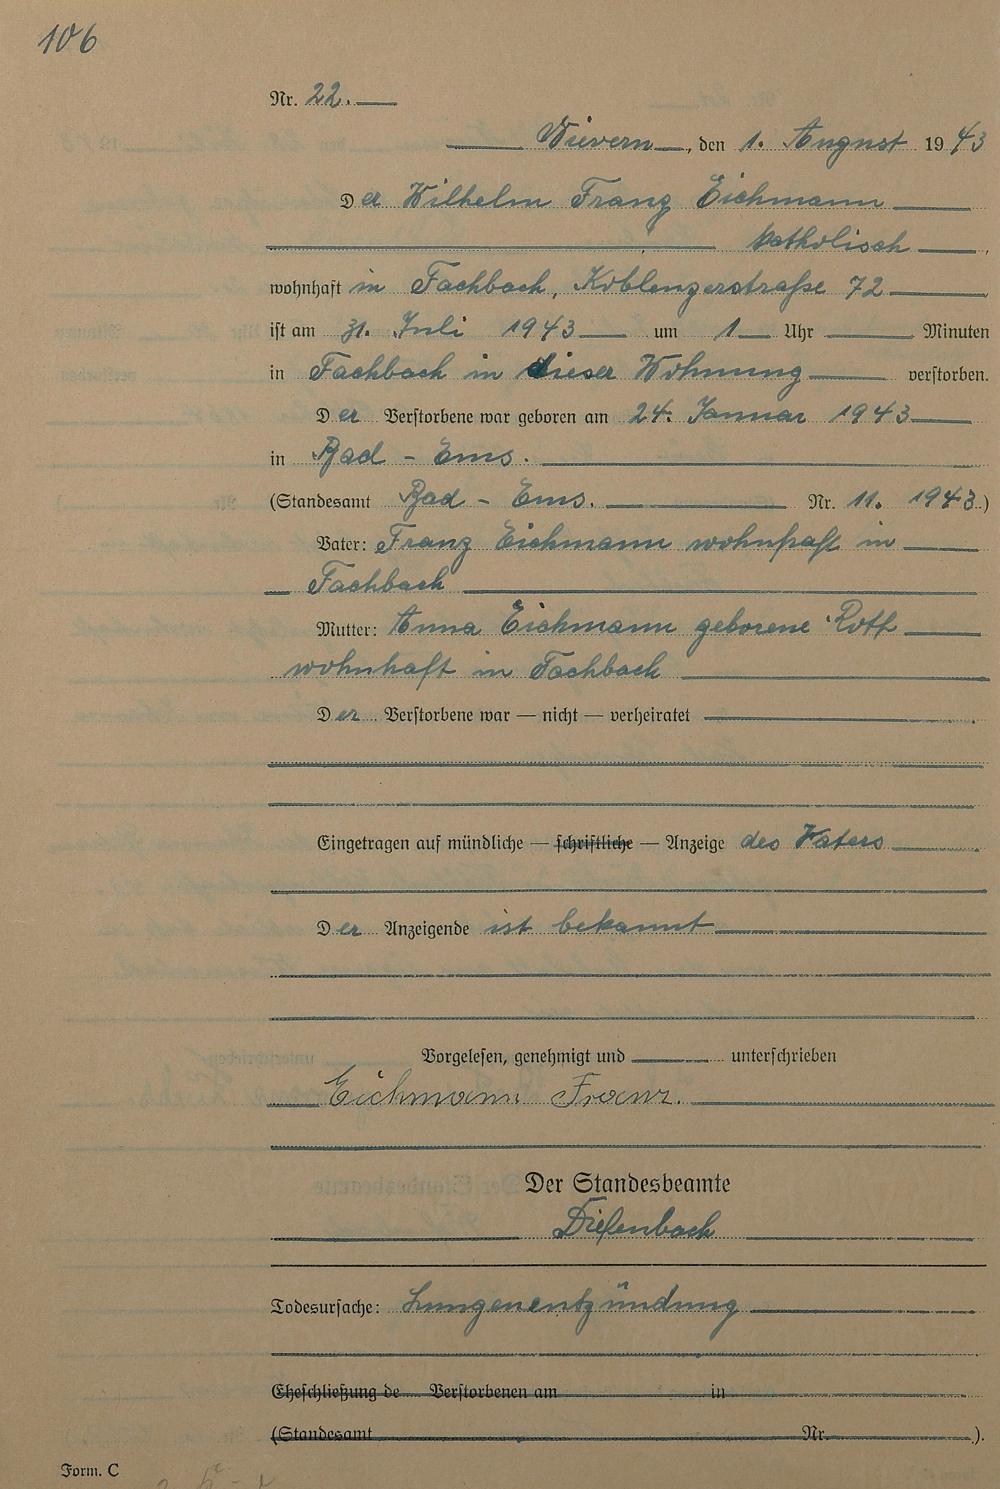 106
Nr. 22.
Nievern, den 1. August 1943
Der Wilhelm Franz Eichmann
katholisch,
wohnhaft in Fachbach, Koblenzerstraße 72
ist am 31. Juli 1943 um 1 Uhr Minuten
in Fachbach in dieser Wohnung verstorben.
Der Verstorbene war geboren am 24. Januar 1943
in Bad-Ems.
(Standesamt Bad-Ems. Nr. 11. 1943.)
Vater: Franz Eichmann wohnhaft in
Fachbach
Mutter: Anna Eichmann geborene Roth
wohnhaft in Fachbach
Der Verstorbene war — nicht — verheiratet
Eingetragen auf mündliche — schriftliche — Anzeige des Vaters
Der Anzeigende ist bekannt
Vorgelesen, genehmigt und unterschrieben
Eichmann Franz.
Der Standesbeamte
Diefenbach
Todesursache: Lungenentzündung
Eheschließung de Verstorbenen am in
(Standesamt Nr. ).
Form. C